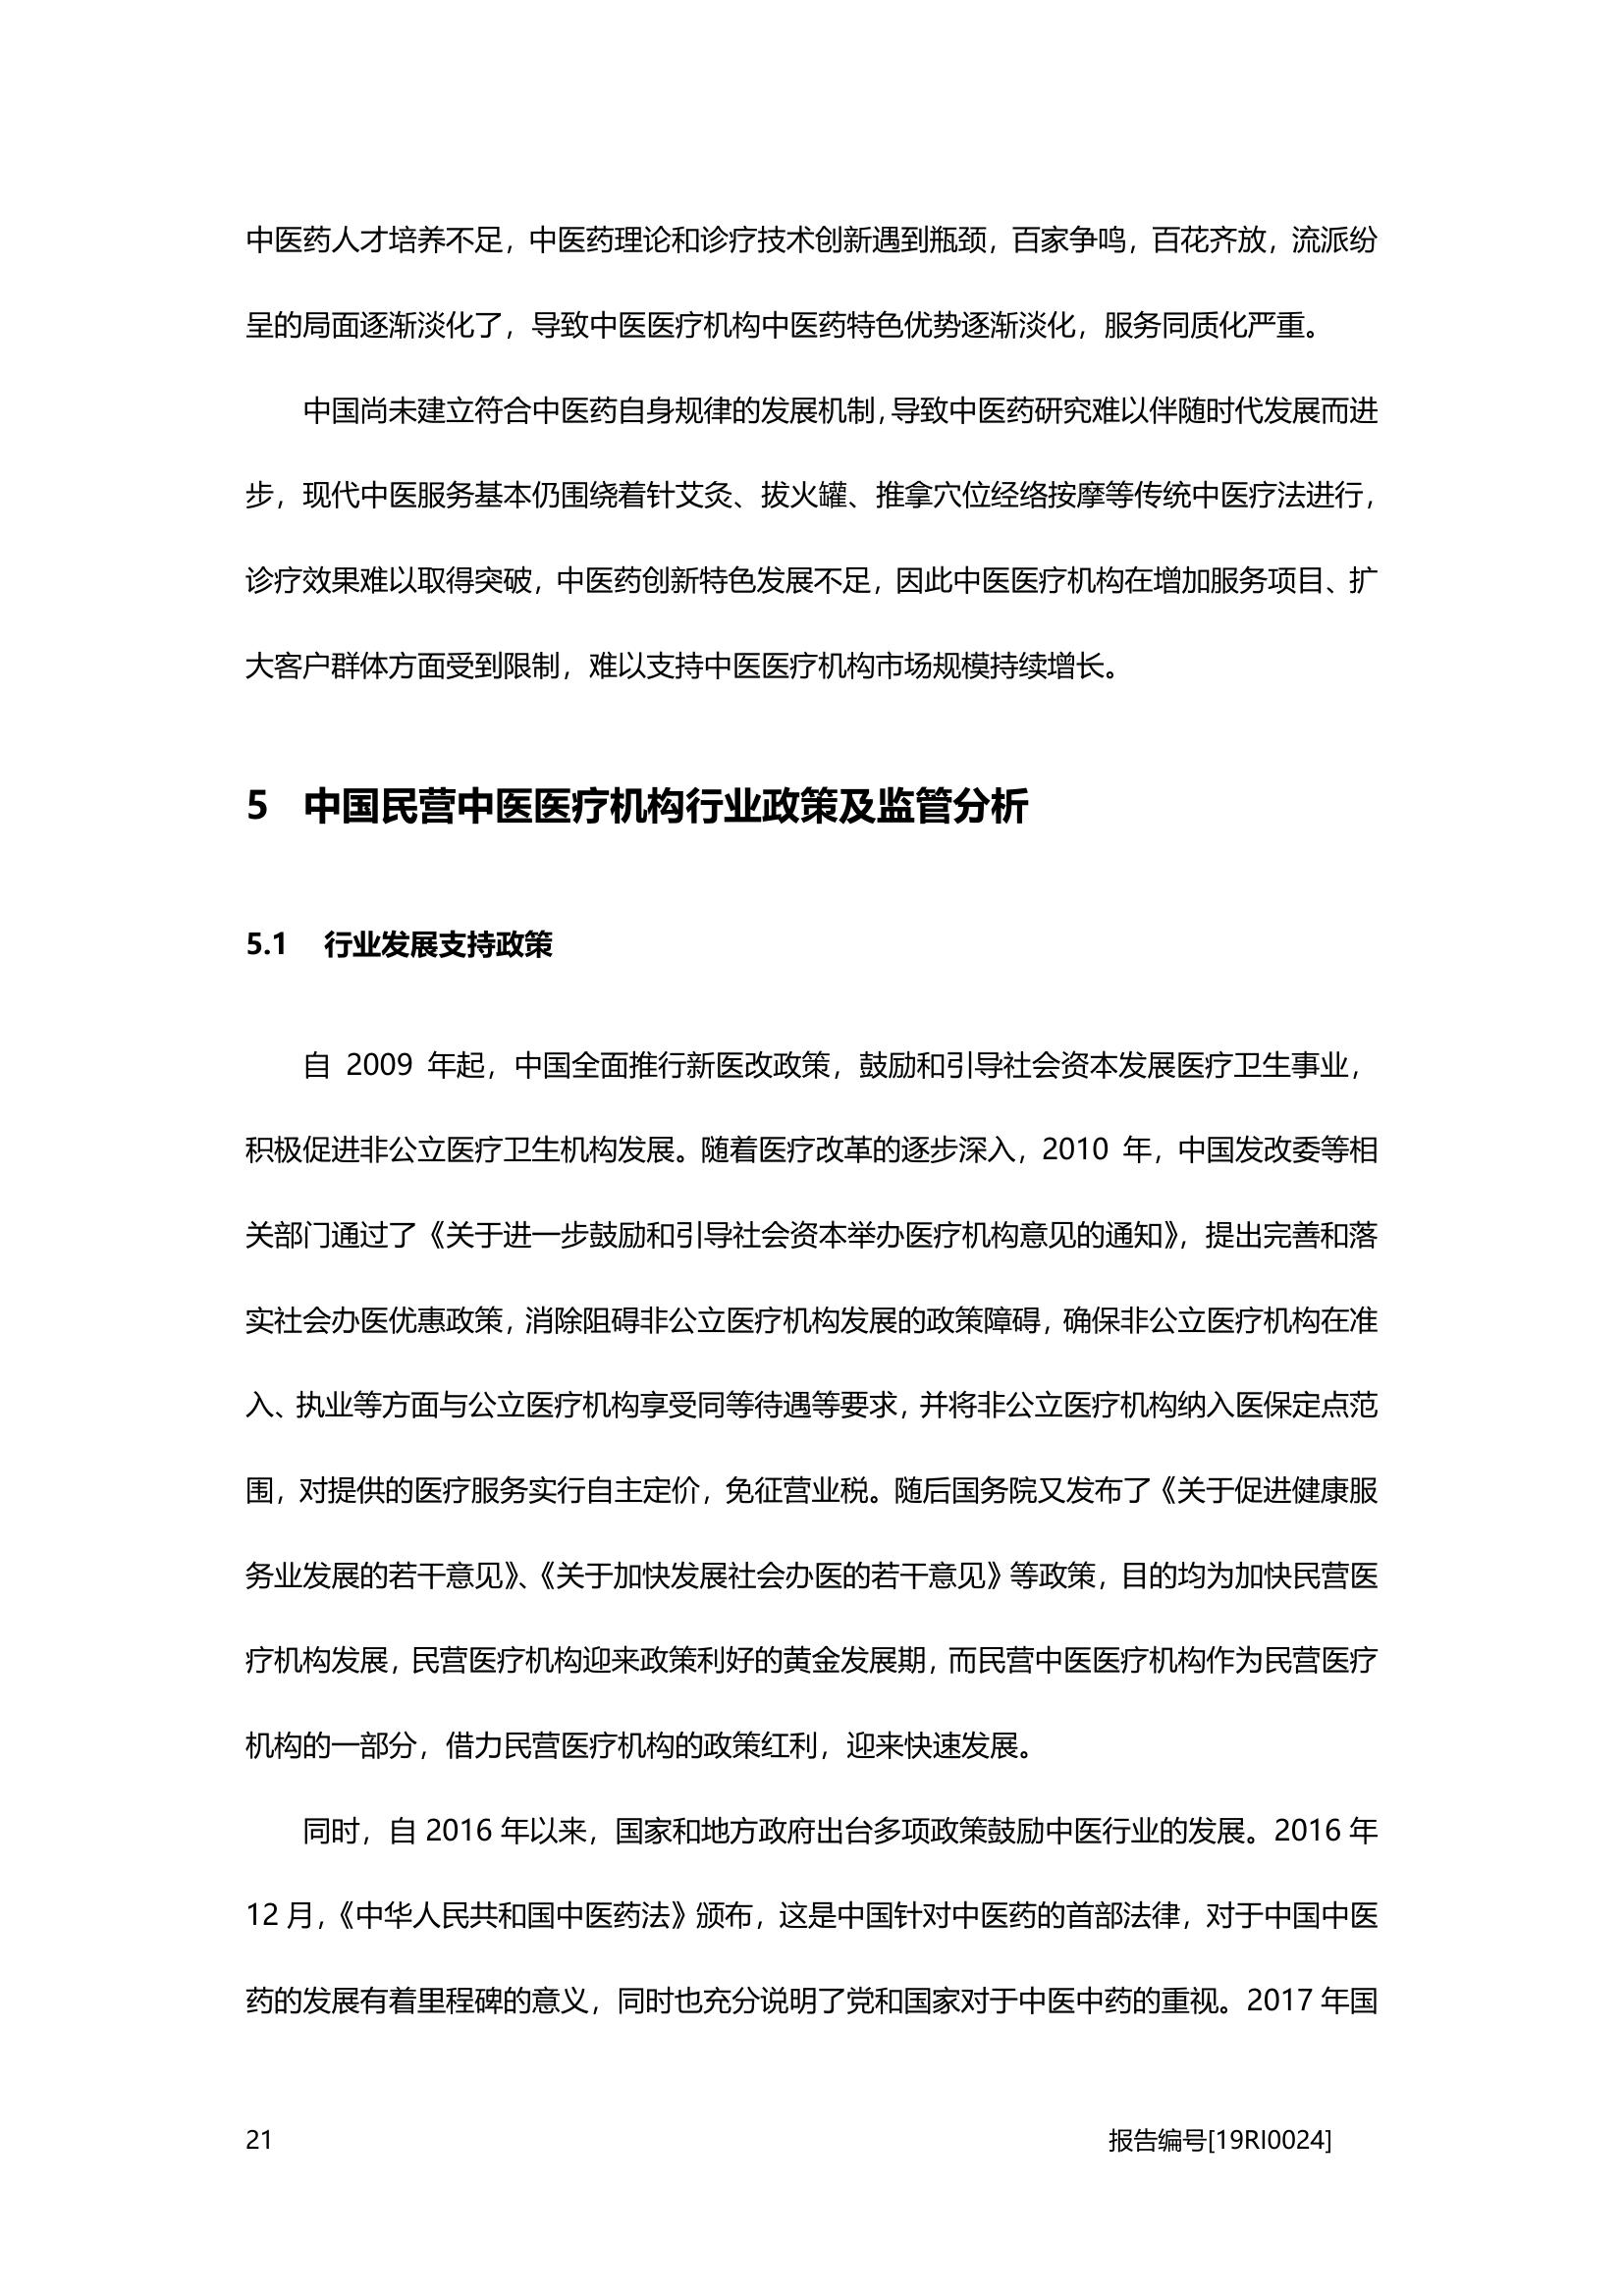 中医药人才培养不足，中医药理论和诊疗技术创新遇到瓶颈，百家争鸣，百花齐放，流派纷
呈的局面逐渐淡化了，导致中医医疗机构中医药特色优势逐渐淡化，服务同质化严重。
中国尚未建立符合中医药自身规律的发展机制，导致中医药研究难以伴随时代发展而进
步，现代中医服务基本仍围绕着针艾灸、拔火罐、推拿穴位经络按摩等传统中医疗法进行，
诊疗效果难以取得突破，中医药创新特色发展不足，因此中医医疗机构在增加服务项目、扩
大客户群体方面受到限制，难以支持中医医疗机构市场规模持续增长。
5 中国民营中医医疗机构行业政策及监管分析
5.1 行业发展支持政策
自 2009 年起，中国全面推行新医改政策，鼓励和引导社会资本发展医疗卫生事业，
积极促进非公立医疗卫生机构发展。随着医疗改革的逐步深入，2010 年，中国发改委等相
关部门通过了《关于进一步鼓励和引导社会资本举办医疗机构意见的通知》，提出完善和落
实社会办医优惠政策，消除阻碍非公立医疗机构发展的政策障碍，确保非公立医疗机构在准
入、执业等方面与公立医疗机构享受同等待遇等要求，并将非公立医疗机构纳入医保定点范
围，对提供的医疗服务实行自主定价，免征营业税。随后国务院又发布了《关于促进健康服
务业发展的若干意见》、《关于加快发展社会办医的若干意见》等政策，目的均为加快民营医
疗机构发展，民营医疗机构迎来政策利好的黄金发展期，而民营中医医疗机构作为民营医疗
机构的一部分，借力民营医疗机构的政策红利，迎来快速发展。
同时，自 2016 年以来，国家和地方政府出台多项政策鼓励中医行业的发展。2016 年
12 月，《中华人民共和国中医药法》颁布，这是中国针对中医药的首部法律，对于中国中医
药的发展有着里程碑的意义，同时也充分说明了党和国家对于中医中药的重视。2017 年国
21 报告编号[19RI0024]